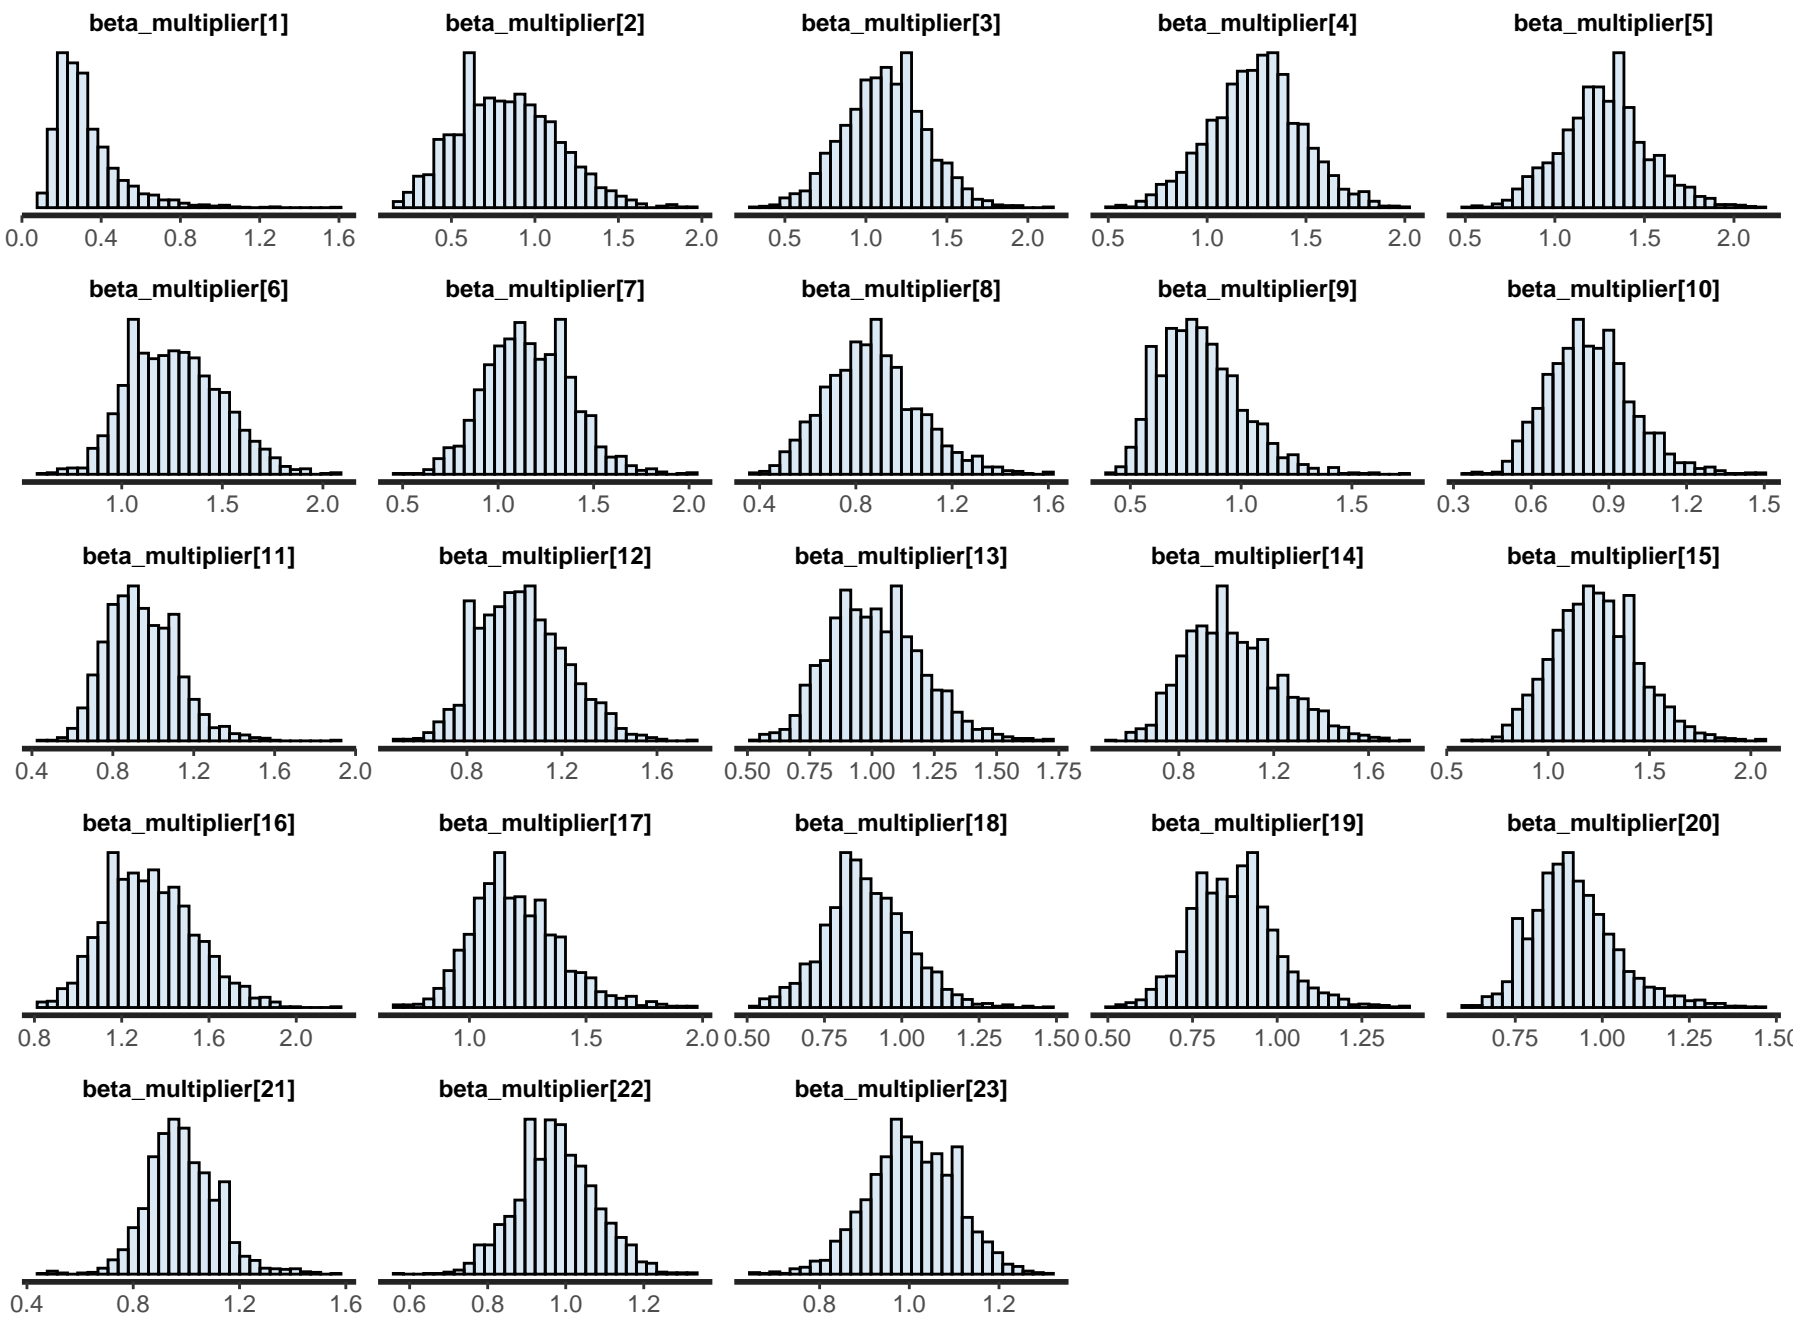 beta_multiplier[1] beta_multiplier[2] beta_multiplier[3] beta_multiplier[4] beta_multiplier[5]
0.0 0.4 0.8 1.2 1.6 0.5 1.0 1.5 2.0 0.5 1.0 1.5 2.0 0.5 1.0 1.5 2.0 0.5 1.0 1.5 2.0
beta_multiplier[6] beta_multiplier[7] beta_multiplier[8] beta_multiplier[9] beta_multiplier[10]
1.0 1.5 2.0 0.5 1.0 1.5 2.0 0.4 0.8 1.2 1.6 0.5 1.0 1.5 0.3 0.6 0.9 1.2 1.5
beta_multiplier[11] beta_multiplier[12] beta_multiplier[13] beta_multiplier[14] beta_multiplier[15]
0.4 0.8 1.2 1.6 2.0 0.8 1.2 1.6 0.50 0.75 1.00 1.25 1.50 1.75 0.8 1.2 1.6 0.5 1.0 1.5 2.0
beta_multiplier[16] beta_multiplier[17] beta_multiplier[18] beta_multiplier[19] beta_multiplier[20]
0.8 1.2 1.6 2.0 1.0 1.5 2.0 0.50 0.75 1.00 1.25 1.50 0.50 0.75 1.00 1.25 0.75 1.00 1.25 1.50
beta_multiplier[21] beta_multiplier[22] beta_multiplier[23]
0.4 0.8 1.2 1.6 0.6 0.8 1.0 1.2 0.8 1.0 1.2